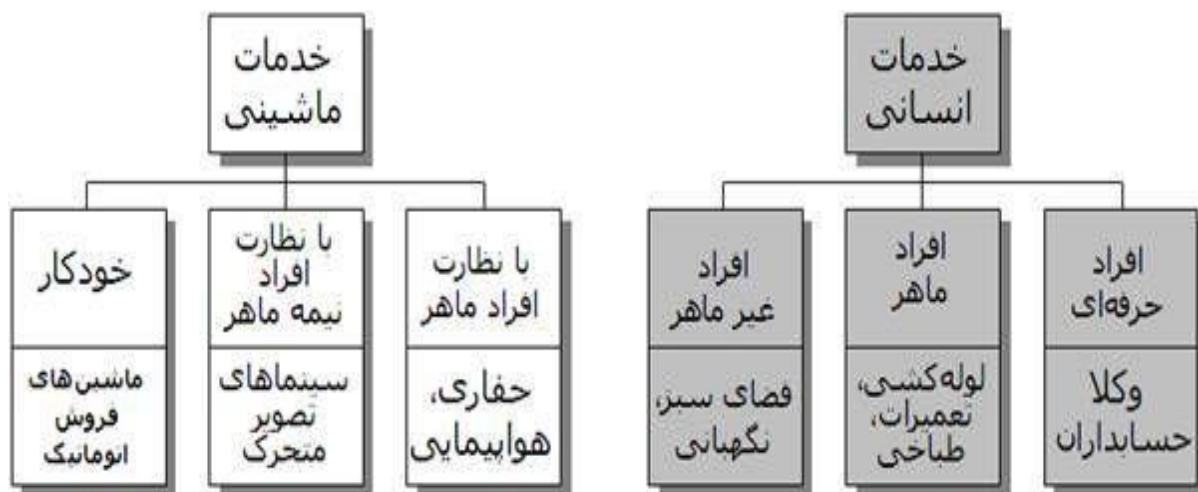 خدمات
انسانی
افراد
حرفه‌ای
وکلا
حسابداران
افراد
ماهر
لوله‌کشی،
تعمیرات،
طباخی
افراد
غیر ماهر
فضای سبز،
نگهبانی
خدمات
ماشینی
با نظارت
افراد ماهر
حفاری،
هواپیمایی
با نظارت
افراد
نیمه ماهر
سینماهای
تصویر
متحرک
خودکار
ماشین‌های
فروش
اتوماتیک